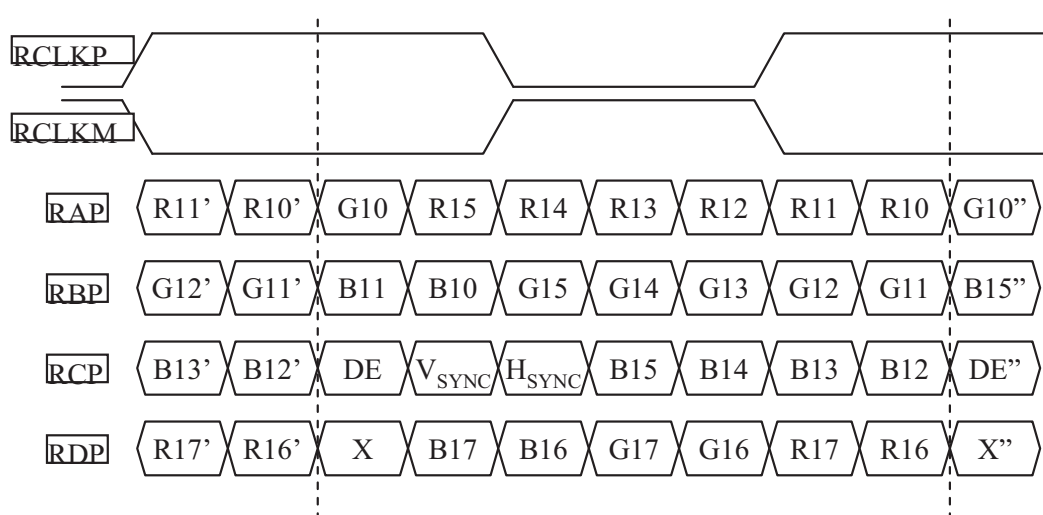 RCLKP
RCLKM
RAP R11’ R10’ G10 R15 R14 R13 R12 R11 R10 G10”
RBP G12’ G11’ B11 B10 G15 G14 G13 G12 G11 B15”
RCP B13’ B12’ DE VSYNC HSYNC B15 B14 B13 B12 DE”
RDP R17’ R16’ X B17 B16 G17 G16 R17 R16 X”